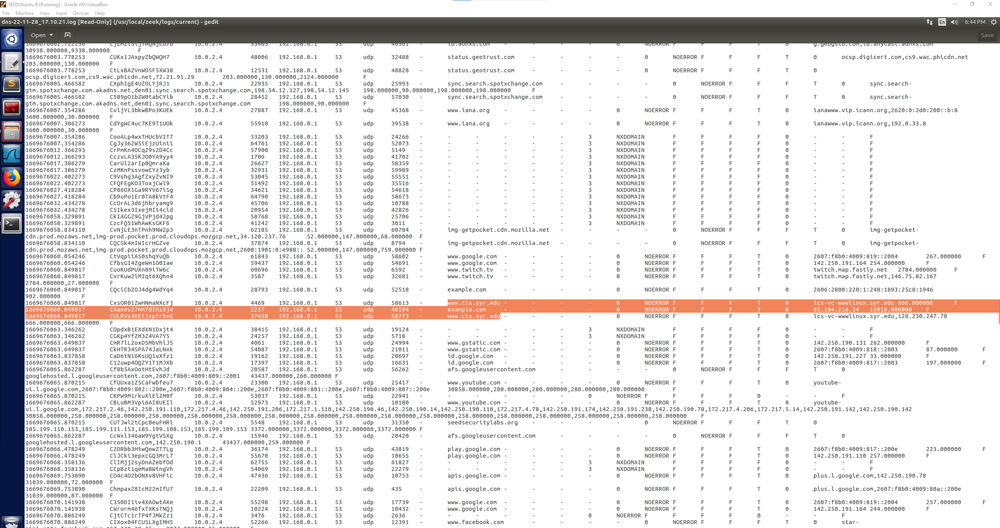 SEEDUbuntu B [Running] - Oracle VM VirtualBox
File Machine View Input Devices Help
dns-22-11-28_17.10.21.log [Read-Only] (/usr/local/zeek/logs/current) - gedit
En
6:44 PM
Open
Save
30938.000000,9338.000000 F
1669676003.778253 CUKx1JAxpyZbQWQH7 10.0.2.4 48006 192.168.0.1 53 udp 32488 - status.geotrust.com - - - - 0 NOERROR F F F T 0 ocsp.digicert.com,cs9.wac.phicdn.net
203.000000,130.000000 F
1669676003.778253 CtLxBA2VnWO5F5XW38 10.0.2.4 12531 192.168.0.1 53 udp 48828 - status.geotrust.com - - - - 0 NOERROR F F F T 0
ocsp.digicert.com,cs9.wac.phicdn.net,72.21.91.29 203.000000,130.000000,2124.000000 F
1669676005.466582 CXph1gE4UZOLYjRJ1 10.0.2.4 22935 192.168.0.1 53 udp 25993 - sync.search.spotxchange.com - - - - 0 NOERROR F F F T 0 sync.search-
gtm.spotxchange.com.akadns.net,den01.sync.search.spotxchange.com,198.54.12.127,198.54.12.145 198.000000,90.000000,198.000000,198.000000 F
1669676005.466582 C589pO1bZW0tabCYib 10.0.2.4 28452 192.168.0.1 53 udp 57030 - sync.search.spotxchange.com - - - - 0 NOERROR F F F T 0 sync.search-
gtm.spotxchange.com.akadns.net,den01.sync.search.spotxchange.com 198.000000,90.000000 F
1669676007.354286 CvljYL3bkwBPo3KUEk 10.0.2.4 27887 192.168.0.1 53 udp 45368 - www.iana.org - - - - 0 NOERROR F F F T 0 ianawww.vip.icann.org,2620:0:2d0:200::b:8
3600.000000,30.000000 F
1669676007.306273 CdYgWC4uc7KE9T1UOk 10.0.2.4 55910 192.168.0.1 53 udp 39538 - www.iana.org - - - - 0 NOERROR F F F T 0 ianawww.vip.icann.org,192.0.33.8
3600.000000,30.000000 F
1669676007.354286 CooALp4wxTHUcbV1T7 10.0.2.4 33203 192.168.0.1 53 udp 24266 - - - - - - 3 NXDOMAIN F F F F 0 - - F
1669676007.354286 CgJy362WSiEjzUinii 10.0.2.4 64761 192.168.0.1 53 udp 52073 - - - - - - 3 NXDOMAIN F F F F 0 - - F
1669676012.366293 CrPmKn4OCqZ9s2D4Cc 10.0.2.4 57900 192.168.0.1 53 udp 5149 - - - - - - 3 NXDOMAIN F F F F 0 - - F
1669676012.366293 CczvLA35KJO0YA9yy4 10.0.2.4 1706 192.168.0.1 53 udp 41702 - - - - - - 3 NXDOMAIN F F F F 0 - - F
1669676017.386279 CarUl2arIp0QmraXa 10.0.2.4 26627 192.168.0.1 53 udp 58359 - - - - - - 3 NXDOMAIN F F F F 0 - - F
1669676017.386279 CzMKnPssvowCYz3yb 10.0.2.4 32931 192.168.0.1 53 udp 59989 - - - - - - 3 NXDOMAIN F F F F 0 - - F
1669676022.402273 C9Vshq3AgfZxyZvNI9 10.0.2.4 53045 192.168.0.1 53 udp 55551 - - - - - - 3 NXDOMAIN F F F F 0 - - F
1669676022.402273 CFQFEgKO3ToxjCwl9 10.0.2.4 51492 192.168.0.1 53 udp 35516 - - - - - - 3 NXDOMAIN F F F F 0 - - F
1669676027.418284 CP86OX1Ga9RYV67iSg 10.0.2.4 34621 192.168.0.1 53 udp 54618 - - - - - - 3 NXDOMAIN F F F F 0 - - F
1669676027.418284 Cb9uPo1Er0TA8kVtF4 10.0.2.4 64790 192.168.0.1 53 udp 58673 - - - - - - 3 NXDOMAIN F F F F 0 - - F
1669676032.434278 CcOrAL3d6jhbryamg9 10.0.2.4 45706 192.168.0.1 53 udp 10788 - - - - - - 3 NXDOMAIN F F F F 0 - - F
1669676032.434278 C5Ikex3IxejMIt4cid 10.0.2.4 20954 192.168.0.1 53 udp 42826 - - - - - - 3 NXDOMAIN F F F F 0 - - F
1669676058.329891 CkIAGG29GjVPjd42pg 10.0.2.4 58768 192.168.0.1 53 udp 25706 - - - - - - 3 NXDOMAIN F F F F 0 - - F
1669676058.329891 CzcFQ51WhAwKsGKF6 10.0.2.4 41242 192.168.0.1 53 udp 3011 - - - - - - 3 NXDOMAIN F F F F 0 - - F
1669676058.834110 CvNjLE3nTPnh9NW2p3 10.0.2.4 62185 192.168.0.1 53 udp 60784 - img-getpocket.cdn.mozilla.net - - - - 0 NOERROR F F F T 0 img-getpocket-
cdn.prod.mozaws.net,img-prod.pocket.prod.cloudops.mozgcp.net,34.120.237.76 52.000000,147.000000,68.000000 F
1669676058.834110 CQCSk4mIWIcrHGZve 10.0.2.4 37874 192.168.0.1 53 udp 8794 - img-getpocket.cdn.mozilla.net - - - - 0 NOERROR F F F T 0 img-getpocket-
cdn.prod.mozaws.net,img-prod.pocket.prod.cloudops.mozgcp.net,2600:1901:0:e988:: 52.000000,147.000000,759.000000 F
1669676060.054246 CtVqpiiAS0shqYuQb 10.0.2.4 61843 192.168.0.1 53 udp 58602 - www.google.com - - - - 0 NOERROR F F F T 0 2607:f8b0:4009:819::2004 267.000000 F
1669676060.054246 CfbsG14ZgeWm1O01ae 10.0.2.4 59437 192.168.0.1 53 udp 54691 - www.google.com - - - - 0 NOERROR F F F T 0 142.250.191.164 254.000000 F
1669676060.849817 CuoKUdPUXn09iTW6c 10.0.2.4 60696 192.168.0.1 53 udp 6592 - www.twitch.tv - - - - 0 NOERROR F F F T 0 twitch.map.fastly.net 2784.000000 F
1669676060.849817 CvrKuw2lMIqt6XQhn4 10.0.2.4 3587 192.168.0.1 53 udp 32681 - www.twitch.tv - - - - 0 NOERROR F F F T 0 twitch.map.fastly.net,146.75.82.167
2784.000000,27.000000 F
1669676060.849817 CQciCb2OJ4dg4WdYq4 10.0.2.4 28793 192.168.0.1 53 udp 52518 - example.com - - - - 0 NOERROR F F F T 0 2606:2800:220:1:248:1893:25c8:1946
902.000000 F
1669676060.849817 CxsOR01ZwHNmaNXcFj 10.0.2.4 4469 192.168.0.1 53 udp 58613 - www.cis.syr.edu - - - - 0 NOERROR F F F T 0 lcs-vc-wwwlinux.syr.edu 666.000000 F
1669676060.849817 CAaeev27mm7dIHz8j4 10.0.2.4 2257 192.168.0.1 53 udp 46194 - example.com - - - - 0 NOERROR F F F T 0 93.184.216.34 15010.000000 F
1669676060.849817 CULRVs3KEijxpfrhvd 10.0.2.4 37458 192.168.0.1 53 udp 58773 - www.cis.syr.edu - - - - 0 NOERROR F F F T 0 lcs-vc-wwwlinux.syr.edu,128.230.247.70
666.000000,666.000000 F
1669676063.346262 COpdxB1EXdXN1Dxjt4 10.0.2.4 38415 192.168.0.1 53 udp 19124 - - - - - - 3 NXDOMAIN F F F F 0 - - F
1669676063.346262 CGKp4YfZM3Z4VA7Y5 10.0.2.4 24257 192.168.0.1 53 udp 5718 - - - - - - 3 NXDOMAIN F F F F 0 - - F
1669676063.649837 CmR7lL2oxD5MbVhlJ5 10.0.2.4 4061 192.168.0.1 53 udp 24994 - www.gstatic.com - - - - 0 NOERROR F F F T 0 142.250.190.131 262.000000 F
1669676063.649837 CkHTR34SPA74JaLNxk 10.0.2.4 54087 192.168.0.1 53 udp 21011 - www.gstatic.com - - - - 0 NOERROR F F F T 0 2607:f8b0:4009:818::2003 87.000000 F
1669676063.837858 CaD6tN16KsUQ1vXfz1 10.0.2.4 19162 192.168.0.1 53 udp 20697 - id.google.com - - - - 0 NOERROR F F F T 0 142.250.191.227 33.000000 F
1669676063.837858 C12uwp4OQZY1T1MJXb 10.0.2.4 17397 192.168.0.1 53 udp 16631 - id.google.com - - - - 0 NOERROR F F F T 0 2607:f8b0:4009:817::2003 197.000000 F
1669676065.862287 Cf8b5AxOotHtEvhJd 10.0.2.4 20587 192.168.0.1 53 udp 56262 - afs.googleusercontent.com - - - - 0 NOERROR F F F T 0
googlehosted.l.googleusercontent.com,2607:f8b0:4009:809::2001 43437.000000,260.000000 F
1669676065.870215 CfUUxa1Z5CaFwbfeu7 10.0.2.4 23300 192.168.0.1 53 udp 25417 - www.youtube.com - - - - 0 NOERROR F F F T 0 youtube-
ui.l.google.com,2607:f8b0:4009:802::200e,2607:f8b0:4009:804::200e,2607:f8b0:4009:801::200e,2607:f8b0:4009:807::200e 30858.000000,280.000000,280.000000,280.000000,280.000000 F
1669676065.870215 CKPW9M1rkuXlElZM0f 10.0.2.4 53037 192.168.0.1 53 udp 22941 - - - - - - 0 NOERROR F F F F 0 - - F
1669676065.862287 CBLuBM3Vpi6AI8UEIl 10.0.2.4 52973 192.168.0.1 53 udp 10180 - www.youtube.com - - - - 0 NOERROR F F F T 0 youtube-
ui.l.google.com,172.217.2.46,142.250.191.110,172.217.4.46,142.250.191.206,172.217.1.110,142.250.190.46,142.250.190.14,142.250.190.110,172.217.4.78,142.250.191.174,142.250.191.238,142.250.190.78,172.217.4.206,172.217.5.14,142.250.191.142,142.250.190.142
30858.000000,258.000000,258.000000,258.000000,258.000000,258.000000,258.000000,258.000000,258.000000,258.000000,258.000000,258.000000,258.000000,258.000000,258.000000,258.000000,258.000000 F
1669676065.870215 CUTJwl2tCpc0euFHRl 10.0.2.4 5548 192.168.0.1 53 udp 31350 - seedsecuritylabs.org - - - - 0 NOERROR F F F T 0
185.199.110.153,185.199.111.153,185.199.108.153,185.199.109.153 3372.000000,3372.000000,3372.000000,3372.000000 F
1669676065.862287 CcWxl346aW9YgtVSXg 10.0.2.4 15946 192.168.0.1 53 udp 20420 - afs.googleusercontent.com - - - - 0 NOERROR F F F T 0
googlehosted.l.googleusercontent.com,142.250.190.1 43437.000000,259.000000 F
1669676066.478249 C2DRbb3HtwQowZT7Lg 10.0.2.4 36174 192.168.0.1 53 udp 43819 - play.google.com - - - - 0 NOERROR F F F T 0 2607:f8b0:4009:817::200e 223.000000 F
1669676066.478249 ClJCki3epxcGQ3MrL7 10.0.2.4 55670 192.168.0.1 53 udp 10655 - play.google.com - - - - 0 NOERROR F F F T 0 142.250.191.110 257.000000 F
1669676068.358136 ClIMjj2syDnAZebfOd 10.0.2.4 62755 192.168.0.1 53 udp 61827 - - - - - - 3 NXDOMAIN F F F F 0 - - F
1669676068.358136 CCpBzt1qeMa8WtngVh 10.0.2.4 54069 192.168.0.1 53 udp 22279 - - - - - - 3 NXDOMAIN F F F F 0 - - F
1669676069.753890 CO4c4O2bONXv8VHFic 10.0.2.4 47436 192.168.0.1 53 udp 10753 - apis.google.com - - - - 0 NOERROR F F F T 0 plus.l.google.com,142.250.190.78
31039.000000,72.000000 F
1669676069.753890 Chmpax28IcM22mIfU7 10.0.2.4 22209 192.168.0.1 53 udp 435 - apis.google.com - - - - 0 NOERROR F F F T 0 plus.l.google.com,2607:f8b0:4009:80a::200e
31039.000000,87.000000 F
1669676070.141938 C350DI1iv4XAOwtAXe 10.0.2.4 55298 192.168.0.1 53 udp 17739 - www.google.com - - - - 0 NOERROR F F F T 0 2607:f8b0:4009:819::2004 257.000000 F
1669676070.141938 CWrorm46fxTXKsTNQj 10.0.2.4 10224 192.168.0.1 53 udp 10432 - www.google.com - - - - 0 NOERROR F F F T 0 142.250.191.164 244.000000 F
1669676070.886249 CjtCTc1rTP4fJMkZz1 10.0.2.4 3476 192.168.0.1 53 udp 2636 - - - - - - 0 NOERROR F F F F 0 - - F
1669676070.886249 CIXox04FCUSLXgIMH5 10.0.2.4 52266 192.168.0.1 53 udp 12391 - www.facebook.com - - - - 0 NOERROR F F F T 0 star-